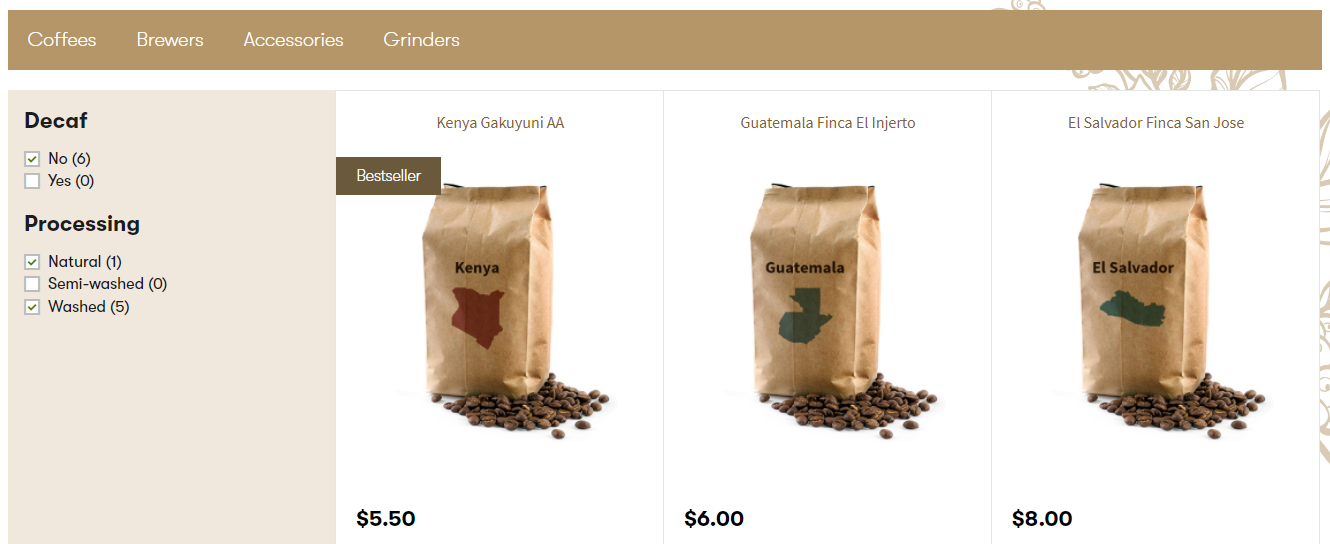 Coffees Brewers Accessories Grinders
Decaf
No (6)
Yes (0)
Processing
Natural (1)
Semi-washed (0)
Washed (5)
Kenya Gakuyuni AA
Bestseller
Kenya
$5.50
Guatemala Finca El Injerto
Guatemala
$6.00
El Salvador Finca San Jose
El Salvador
$8.00